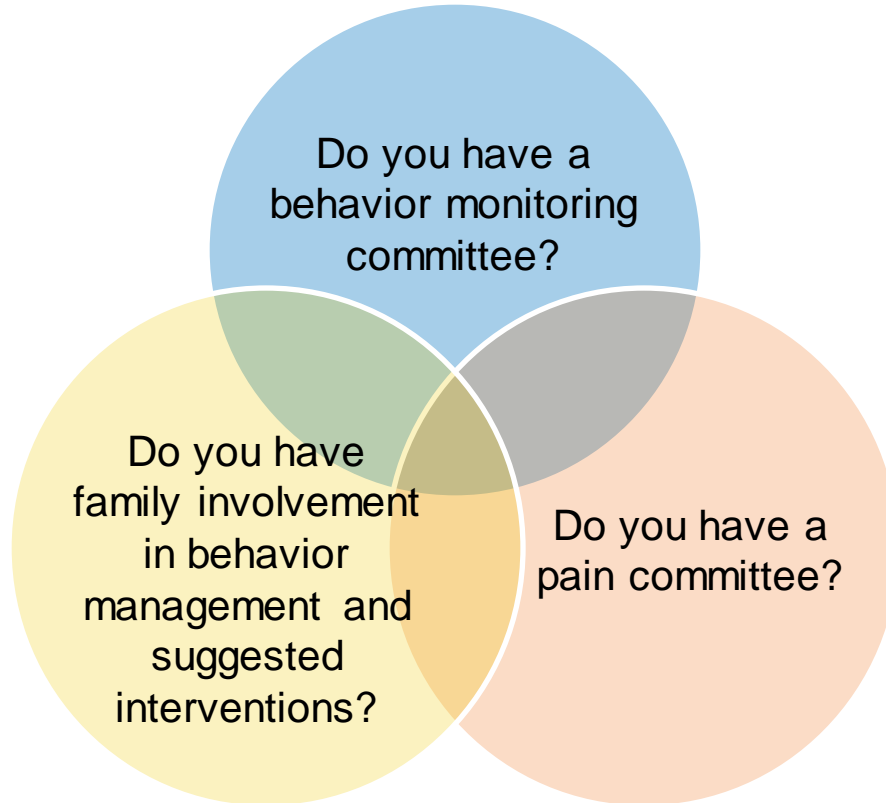 Do you have a
behavior monitoring
committee?
Do you have
family involvement
in behavior
management and
suggested
interventions?
Do you have a
pain committee?